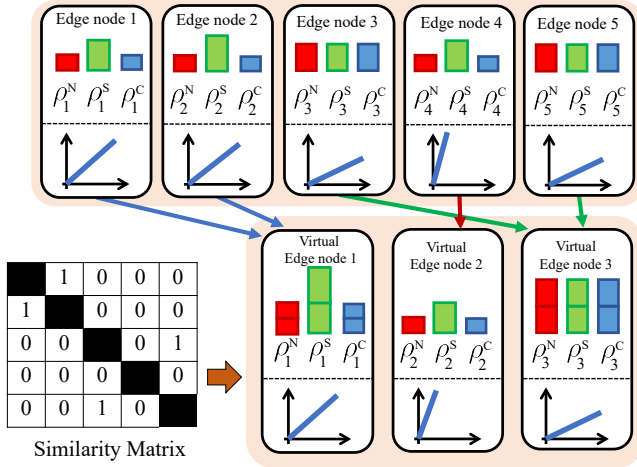 Edge node 1
Edge node 2
Edge node 3
Edge node 4
Edge node 5
ρ₁ᴺ ρ₁ˢ ρ₁ᶜ
ρ₂ᴺ ρ₂ˢ ρ₂ᶜ
ρ₃ᴺ ρ₃ˢ ρ₃ᶜ
ρ₄ᴺ ρ₄ˢ ρ₄ᶜ
ρ₅ᴺ ρ₅ˢ ρ₅ᶜ
Virtual
Edge node 1
Virtual
Edge node 2
Virtual
Edge node 3
ρ₁ᴺ ρ₁ˢ ρ₁ᶜ
ρ₂ᴺ ρ₂ˢ ρ₂ᶜ
ρ₃ᴺ ρ₃ˢ ρ₃ᶜ
1 0 0 0
1 0 0 0
0 0 0 1
0 0 0 0
0 0 1 0
Similarity Matrix